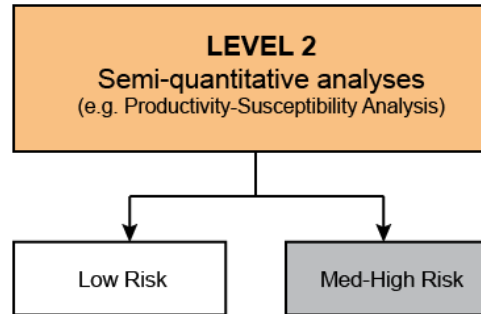 LEVEL 2
Semi-quantitative analyses
(e.g. Productivity-Susceptibility Analysis)
Low Risk
Med-High Risk